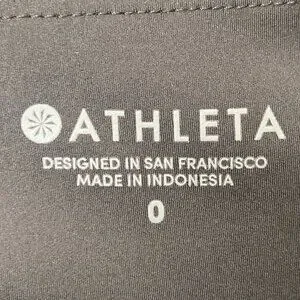 ATHLETA
DESIGNED IN SAN FRANCISCO
MADE IN INDONESIA
0